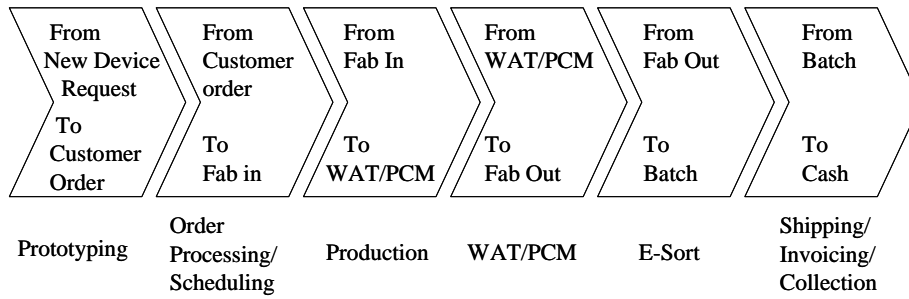 From
New Device
Request
To
Customer
Order
From
Customer
order
To
Fab in
From
Fab In
To
WAT/PCM
From
WAT/PCM
To
Fab Out
From
Fab Out
To
Batch
From
Batch
To
Cash
Prototyping
Order
Processing/
Scheduling
Production
WAT/PCM
E-Sort
Shipping/
Invoicing/
Collection